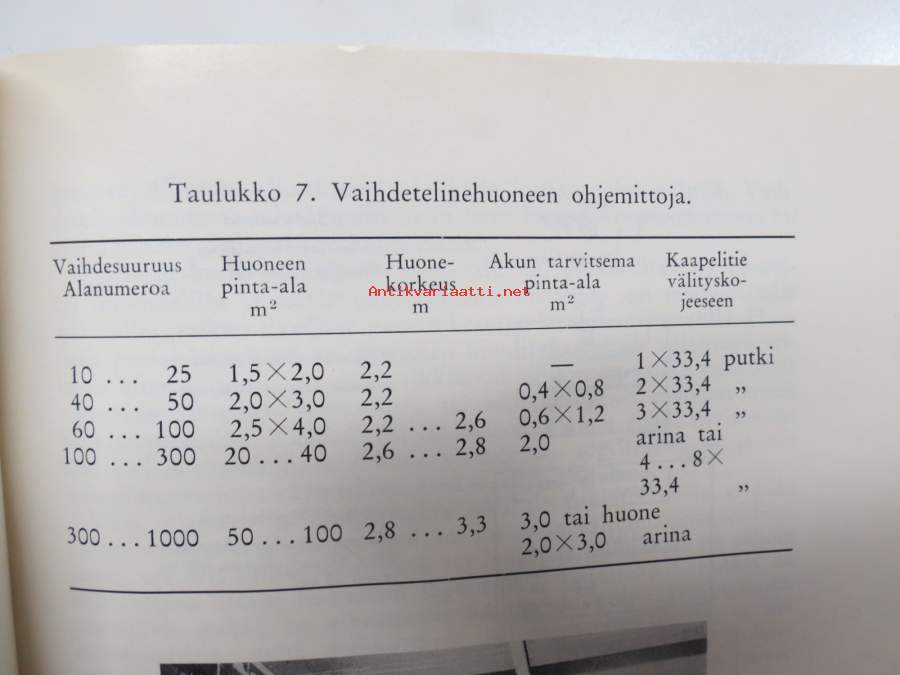 Taulukko 7. Vaihdetelinehuoneen ohjemittoja.
Vaihdesuuruus Huoneen Huone- Akun tarvitsema Kaapelitie
Alanumeroa pinta-ala korkeus pinta-ala välitysko-
m² m m² jeeseen
Antikvariaatti.net
10 ... 25 1,5×2,0 2,2 — 1×33,4 putki
40 ... 50 2,0×3,0 2,2 0,4×0,8 2×33,4 „
60 ... 100 2,5×4,0 2,2 ... 2,6 0,6×1,2 3×33,4 „
100 ... 300 20 ... 40 2,6 ... 2,8 2,0 arina tai
4 ... 8×
33,4 „
300 ... 1000 50 ... 100 2,8 ... 3,3 3,0 tai huone
2,0×3,0 arina